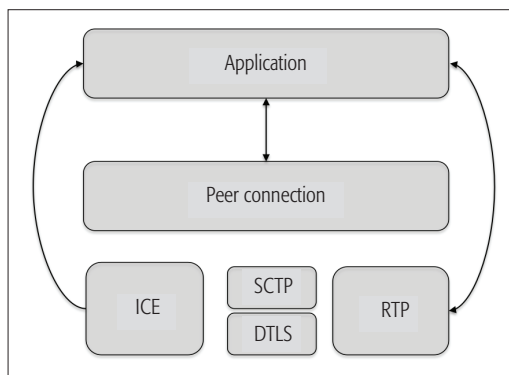 Application
Peer connection
ICE
SCTP
DTLS
RTP